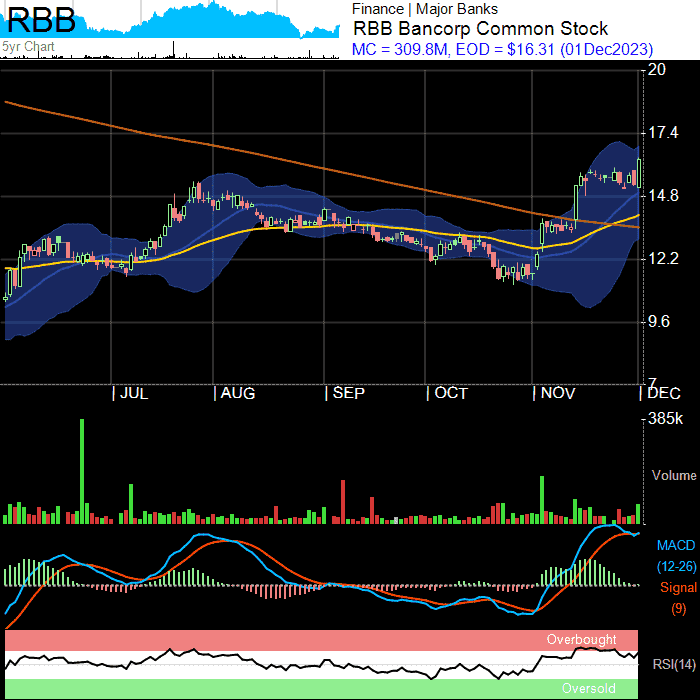 RBB
5yr Chart
Finance | Major Banks
RBB Bancorp Common Stock
MC = 309.8M, EOD = $16.31 (01Dec2023)
20
17.4
14.8
12.2
9.6
7
JUL AUG SEP OCT NOV DEC
385k
Volume
MACD
(12-26)
Signal
(9)
Overbought
RSI(14)
Oversold